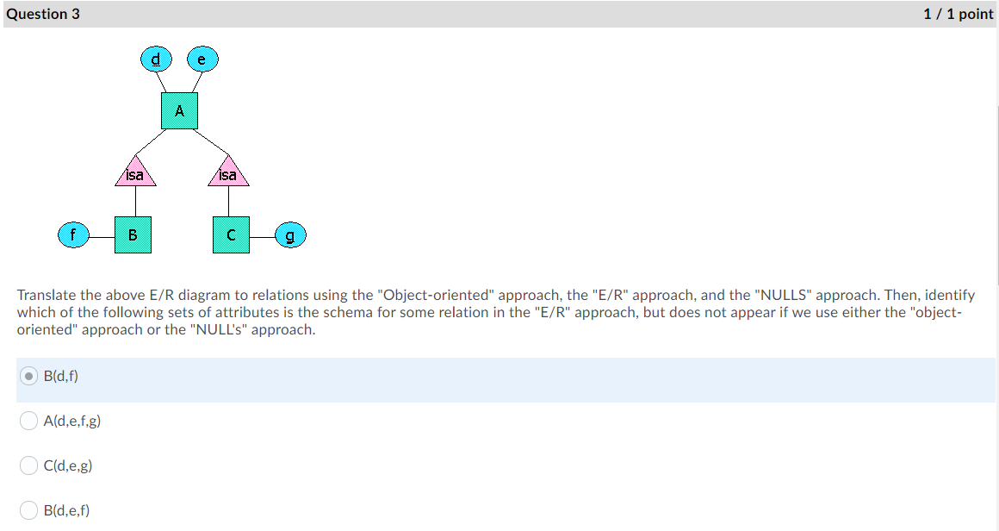 Question 3 1 / 1 point
d e
A
isa isa
f B C g
Translate the above E/R diagram to relations using the "Object-oriented" approach, the "E/R" approach, and the "NULLS" approach. Then, identify
which of the following sets of attributes is the schema for some relation in the "E/R" approach, but does not appear if we use either the "object-
oriented" approach or the "NULL's" approach.
B(d,f)
A(d,e,f,g)
C(d,e,g)
B(d,e,f)